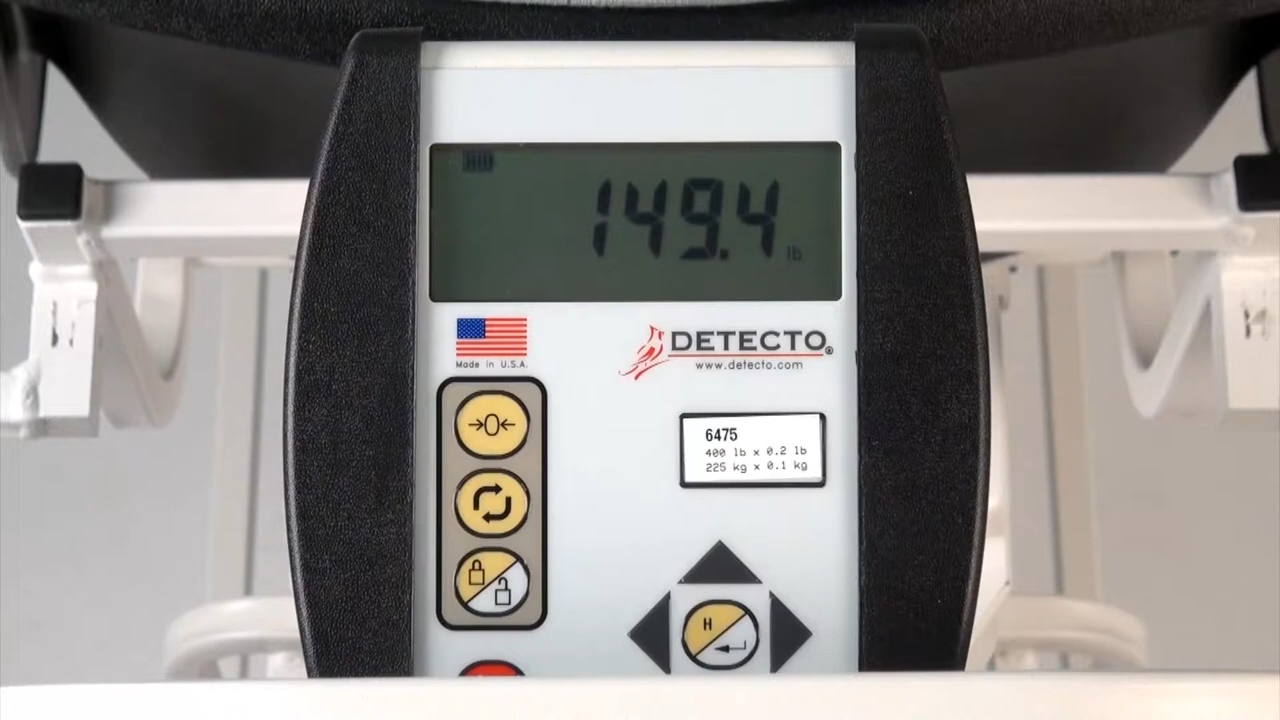 149.4
lb
Made in U.S.A.
DETECTO®
www.detecto.com
→0←
6475
400 lb x 0.2 lb
225 kg x 0.1 kg
H